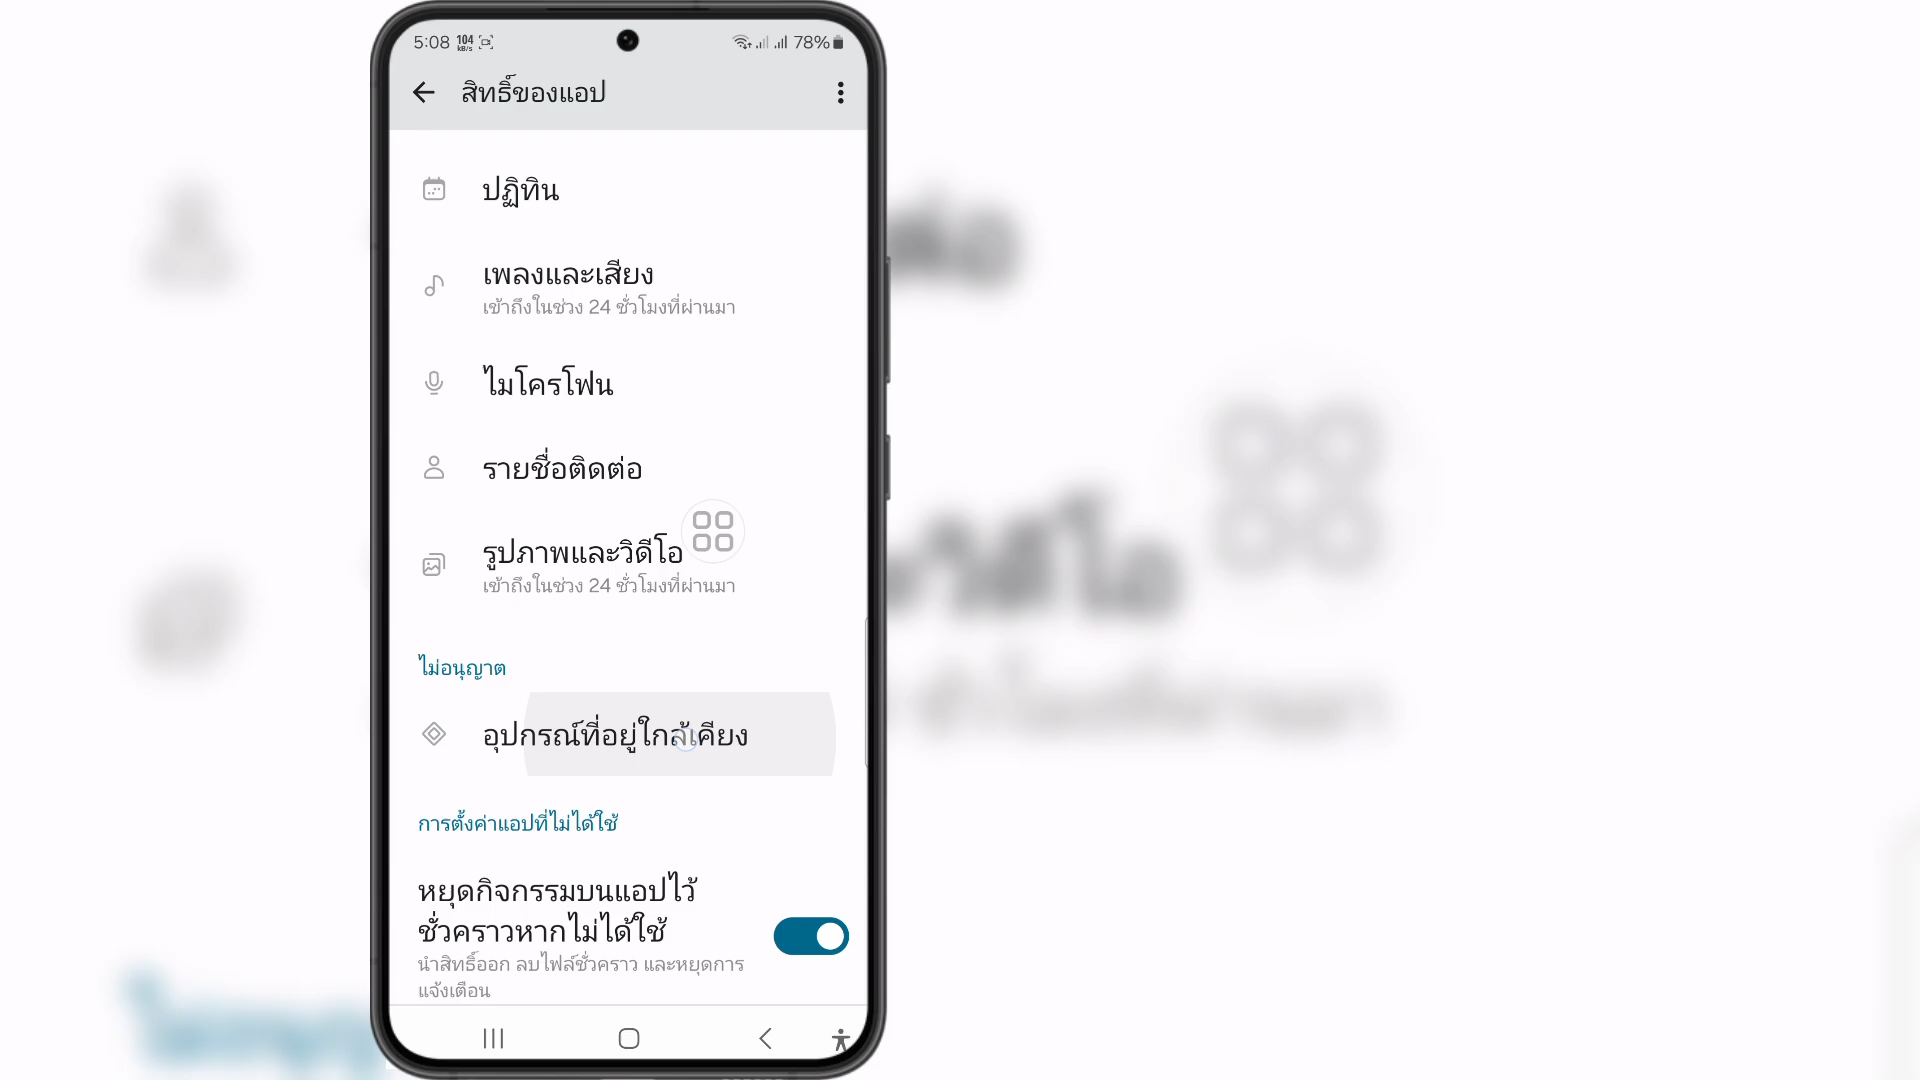 5:08 104 kB/s 78%
สิทธิ์ของแอป
ปฏิทิน
เพลงและเสียง
เข้าถึงในช่วง 24 ชั่วโมงที่ผ่านมา
ไมโครโฟน
รายชื่อติดต่อ
รูปภาพและวิดีโอ
เข้าถึงในช่วง 24 ชั่วโมงที่ผ่านมา
ไม่อนุญาต
อุปกรณ์ที่อยู่ใกล้เคียง
การตั้งค่าแอปที่ไม่ได้ใช้
หยุดกิจกรรมบนแอปไว้
ชั่วคราวหากไม่ได้ใช้
นำสิทธิ์ออก ลบไฟล์ชั่วคราว และหยุดการ
แจ้งเตือน